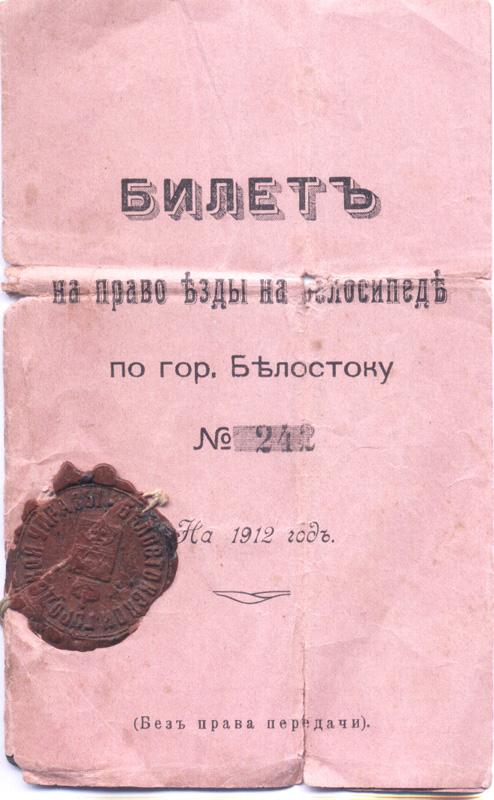 БИЛЕТЪ
на право ѣзды на велосипедѣ
по гор. Бѣлостоку
№ 242
На 1912 годъ.
(Безъ права передачи).